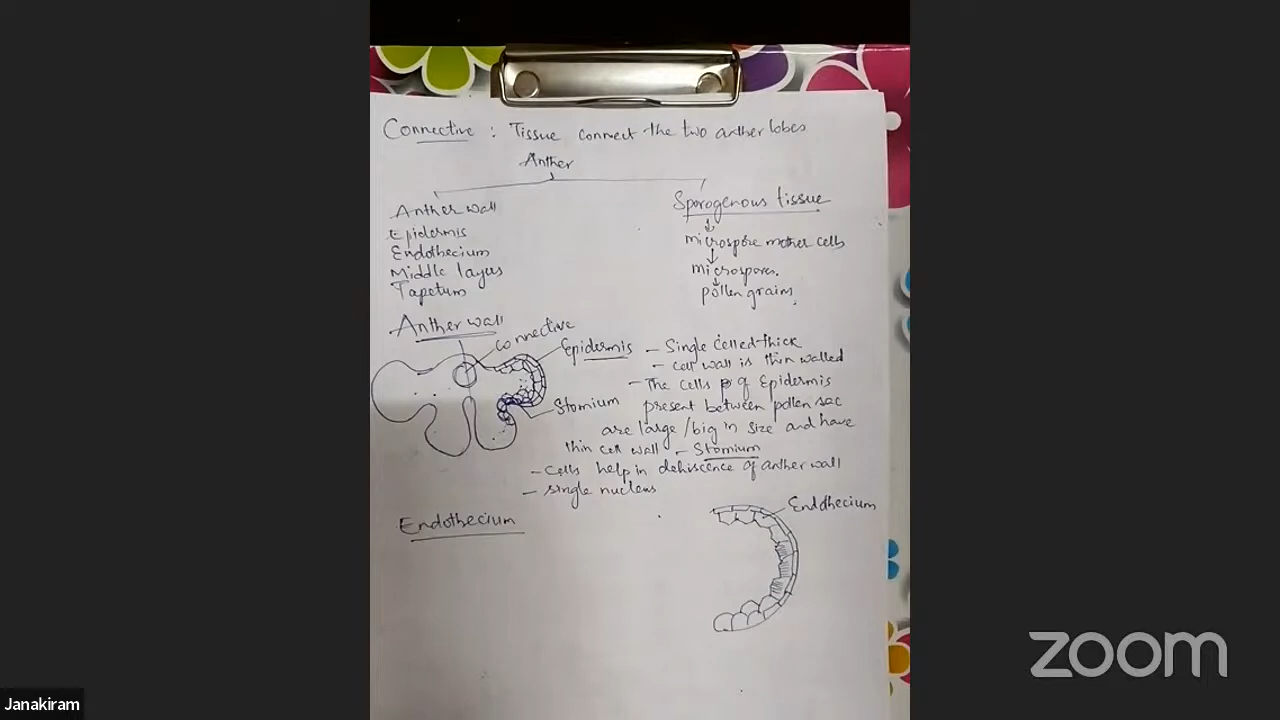 Connective : Tissue connect the two anther lobes
Anther
Anther wall
Epidermis
Endothecium
Middle layers
Tapetum
Sporogenous tissue
microspore mother cells
microspores.
pollen grains
Anther wall
connective
Epidermis - Single celled-thick
- Cell wall is thin walled
- The cells of Epidermis
present between pollen sac
are large/big in size and have
thin cell wall - Stomium
Stomium
- Cells help in dehiscence of anther wall
- Single nucleus
Endothecium
Endothecium
zoom
Janakiram